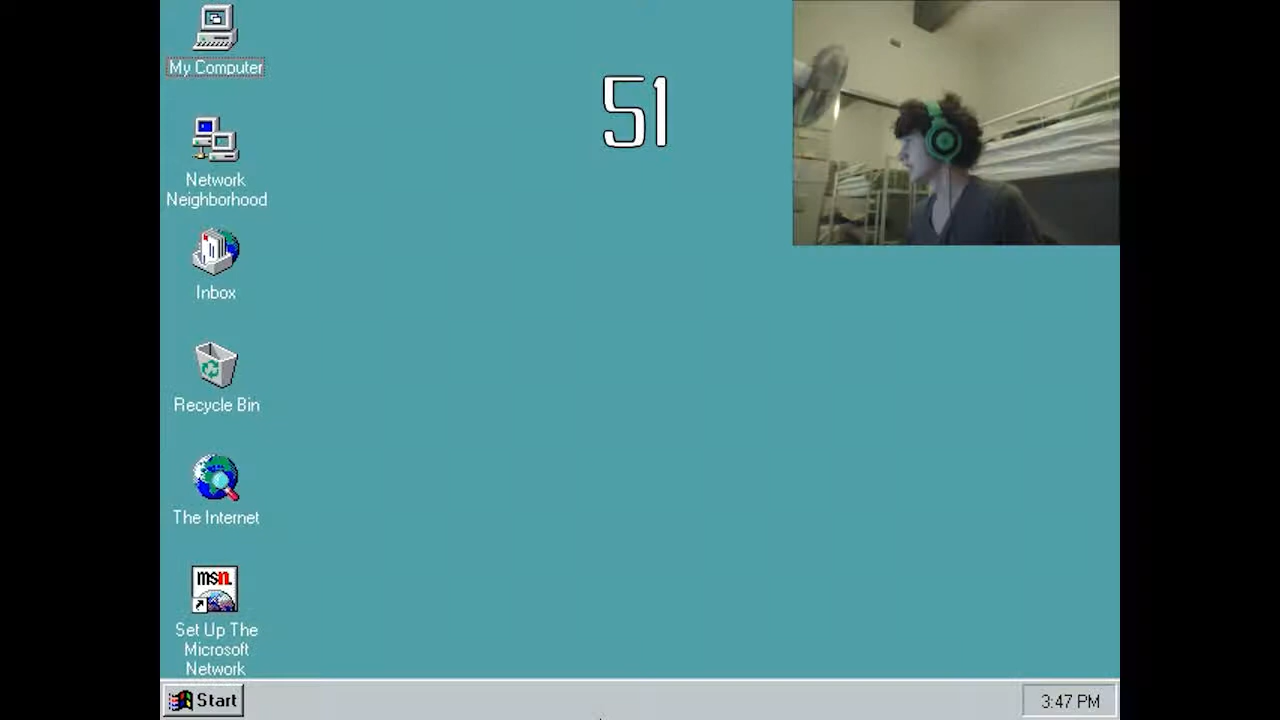 My Computer
51
Network
Neighborhood
Inbox
Recycle Bin
The Internet
msn.
Set Up The
Microsoft
Network
Start
3:47 PM